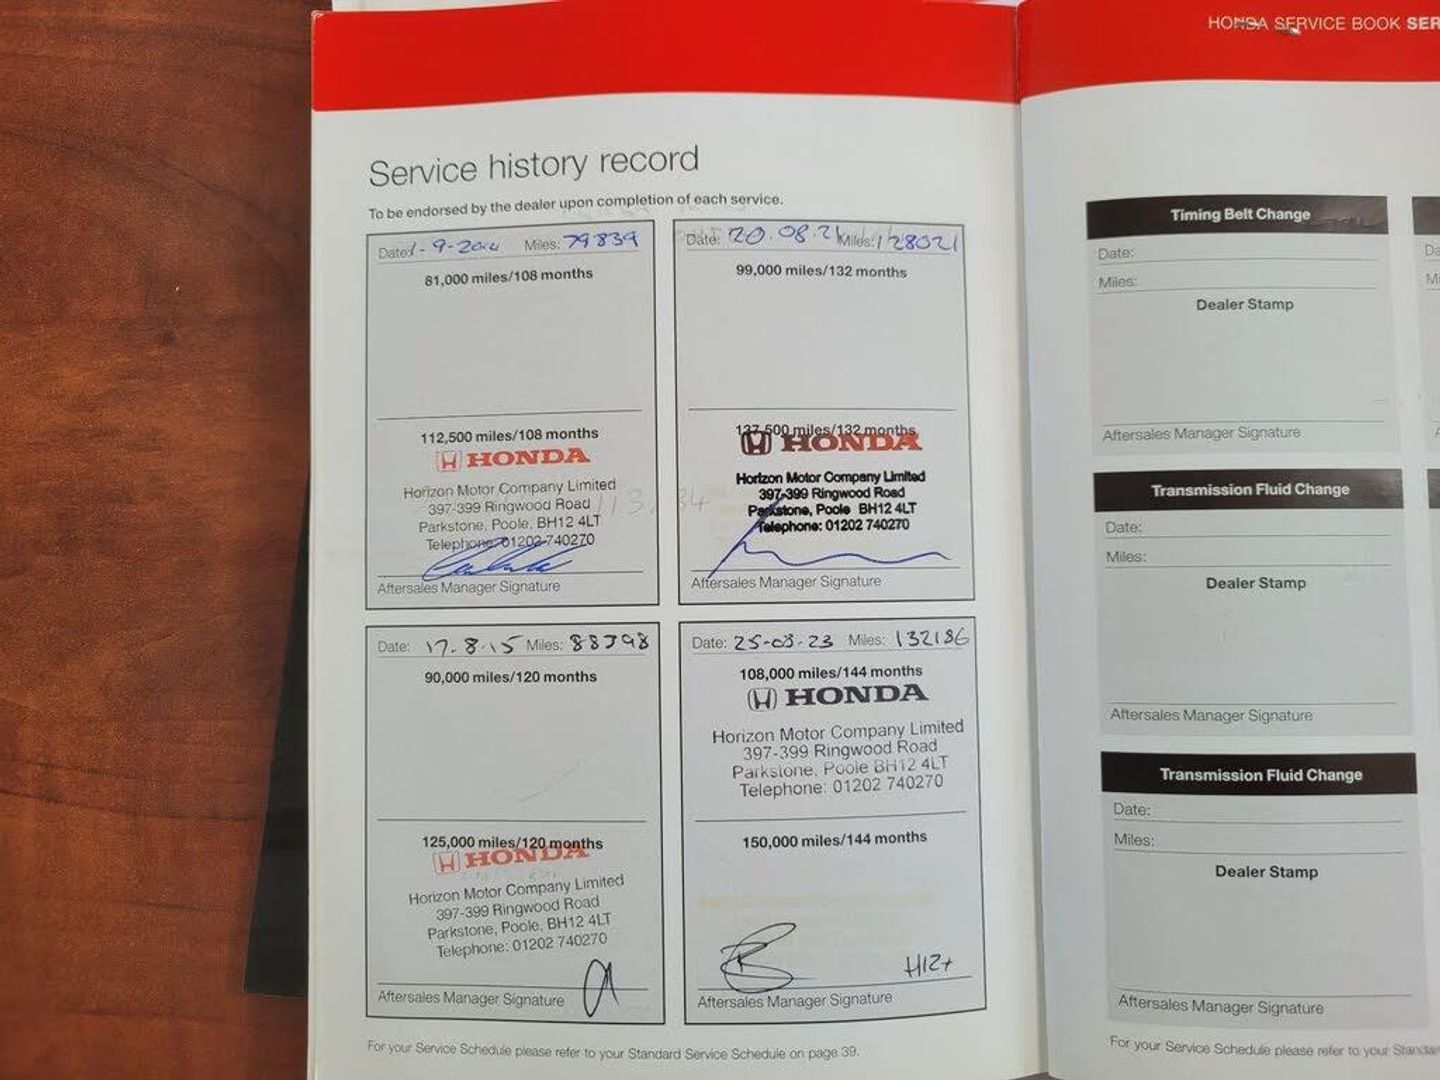 HONDA SERVICE BOOK SER
Service history record
To be endorsed by the dealer upon completion of each service.
Date: 1-9-2014 Miles: 79839
81,000 miles/108 months
112,500 miles/108 months
HONDA
Horizon Motor Company Limited
397-399 Ringwood Road
Parkstone, Poole, BH12 4LT
Telephone: 01202 740270
Aftersales Manager Signature
Date: 20.08.21 Miles: 128021
99,000 miles/132 months
137,500 miles/132 months
HONDA
Horizon Motor Company Limited
397-399 Ringwood Road
Parkstone, Poole BH12 4LT
Telephone: 01202 740270
Aftersales Manager Signature
Date: 17-8-15 Miles: 88398
90,000 miles/120 months
125,000 miles/120 months
HONDA
Horizon Motor Company Limited
397-399 Ringwood Road
Parkstone, Poole, BH12 4LT
Telephone: 01202 740270
Aftersales Manager Signature
Date: 25-08-23 Miles: 132186
108,000 miles/144 months
HONDA
Horizon Motor Company Limited
397-399 Ringwood Road
Parkstone, Poole BH12 4LT
Telephone: 01202 740270
150,000 miles/144 months
H12+
Aftersales Manager Signature
For your Service Schedule please refer to your Standard Service Schedule on page 39.
Timing Belt Change
Date:
Miles:
Dealer Stamp
Aftersales Manager Signature
Transmission Fluid Change
Date:
Miles:
Dealer Stamp
Aftersales Manager Signature
Transmission Fluid Change
Date:
Miles:
Dealer Stamp
Aftersales Manager Signature
For your Service Schedule please refer to your Standar